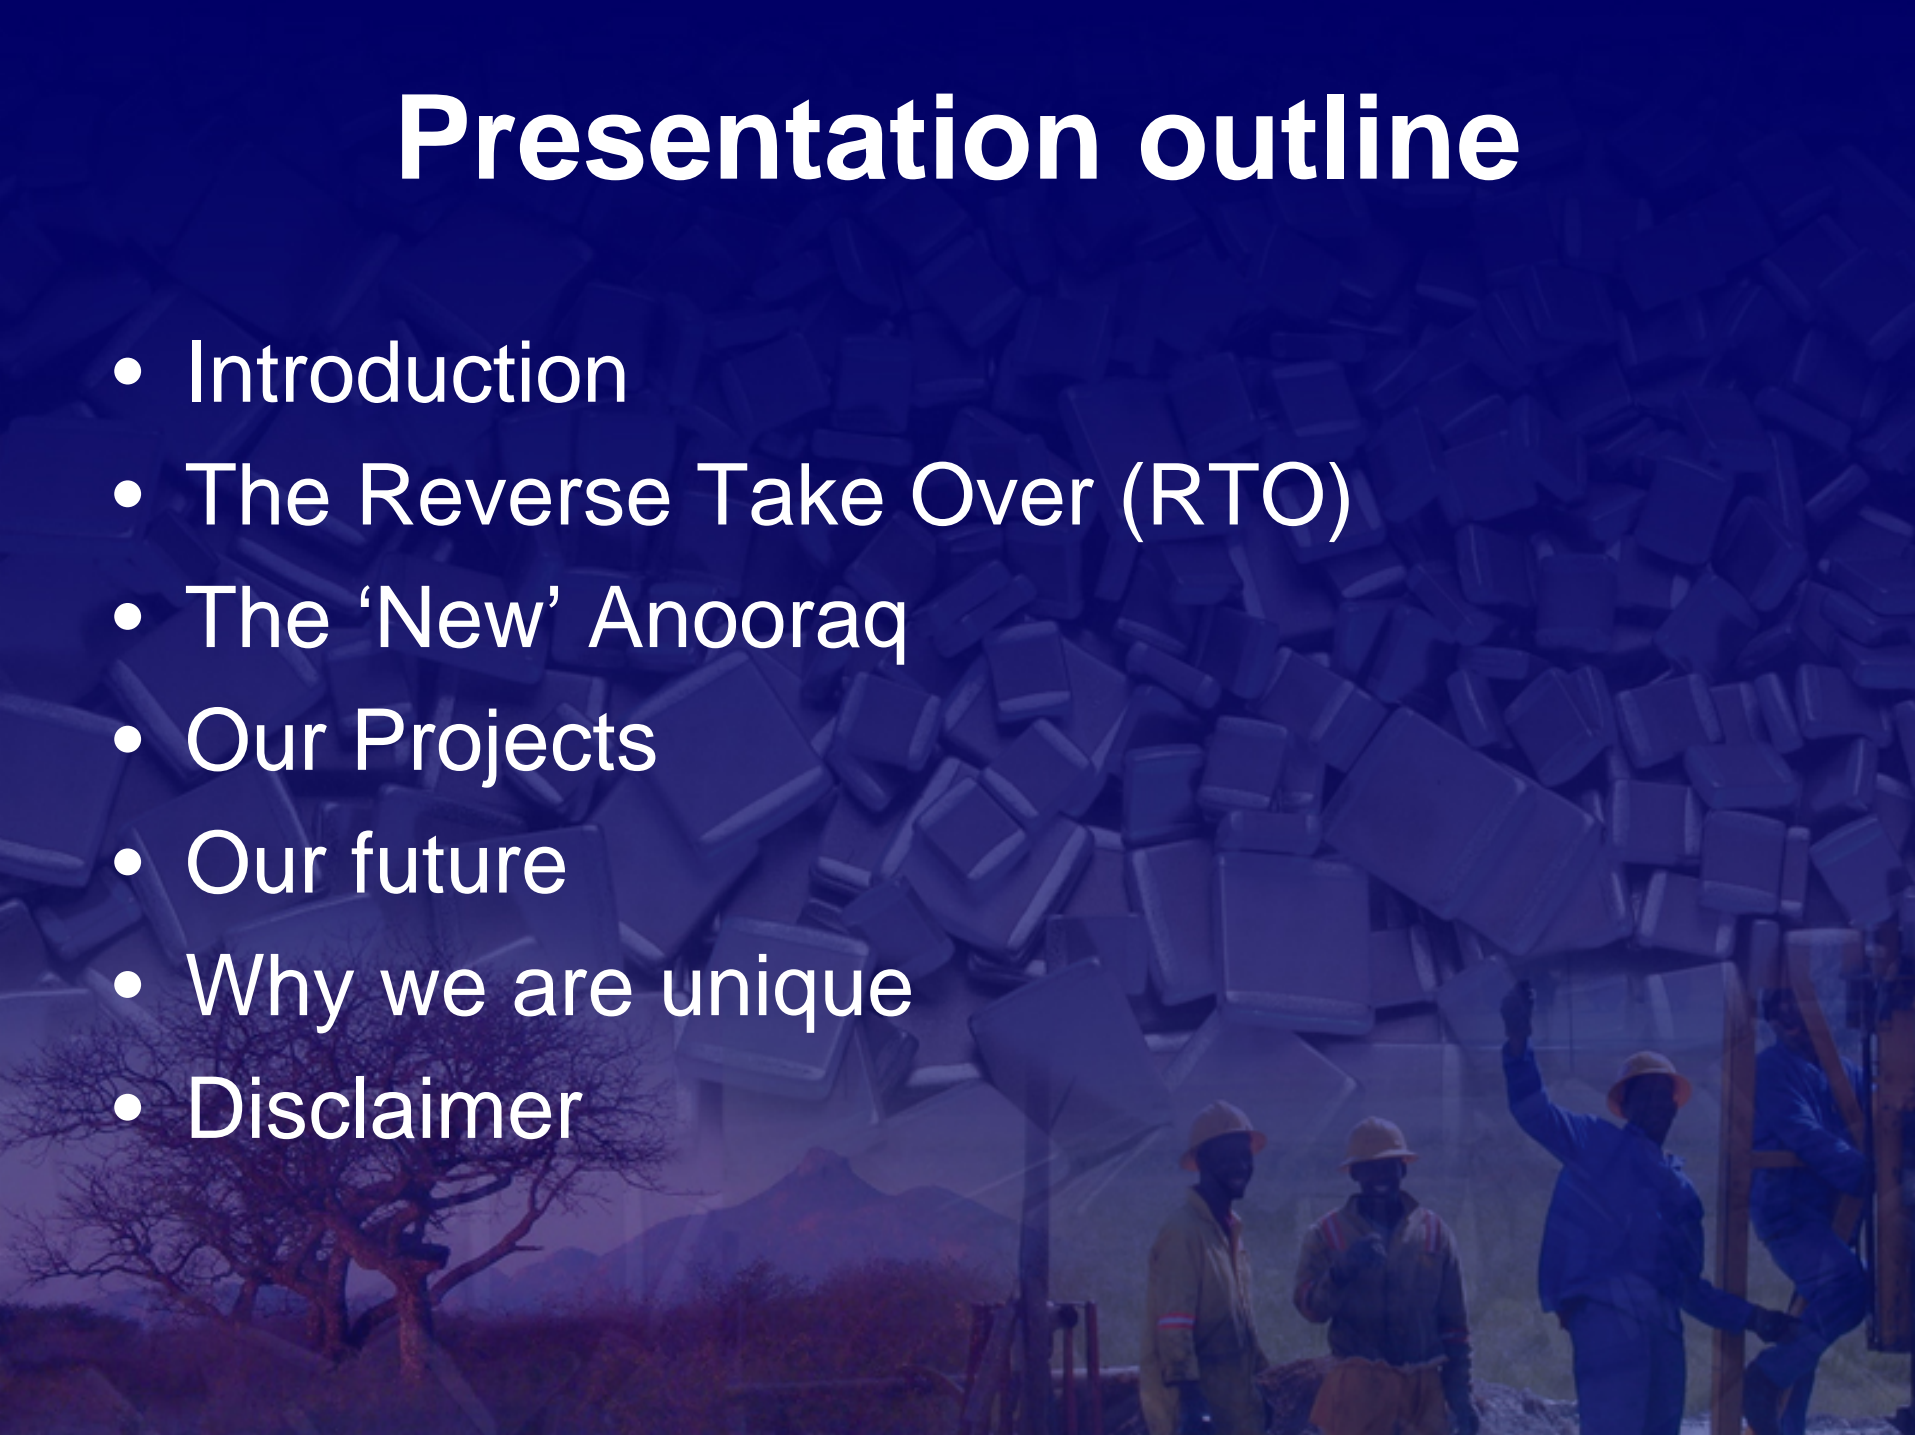 Presentation outline
• Introduction
• The Reverse Take Over (RTO)
• The ‘New’ Anooraq
• Our Projects
• Our future
• Why we are unique
• Disclaimer